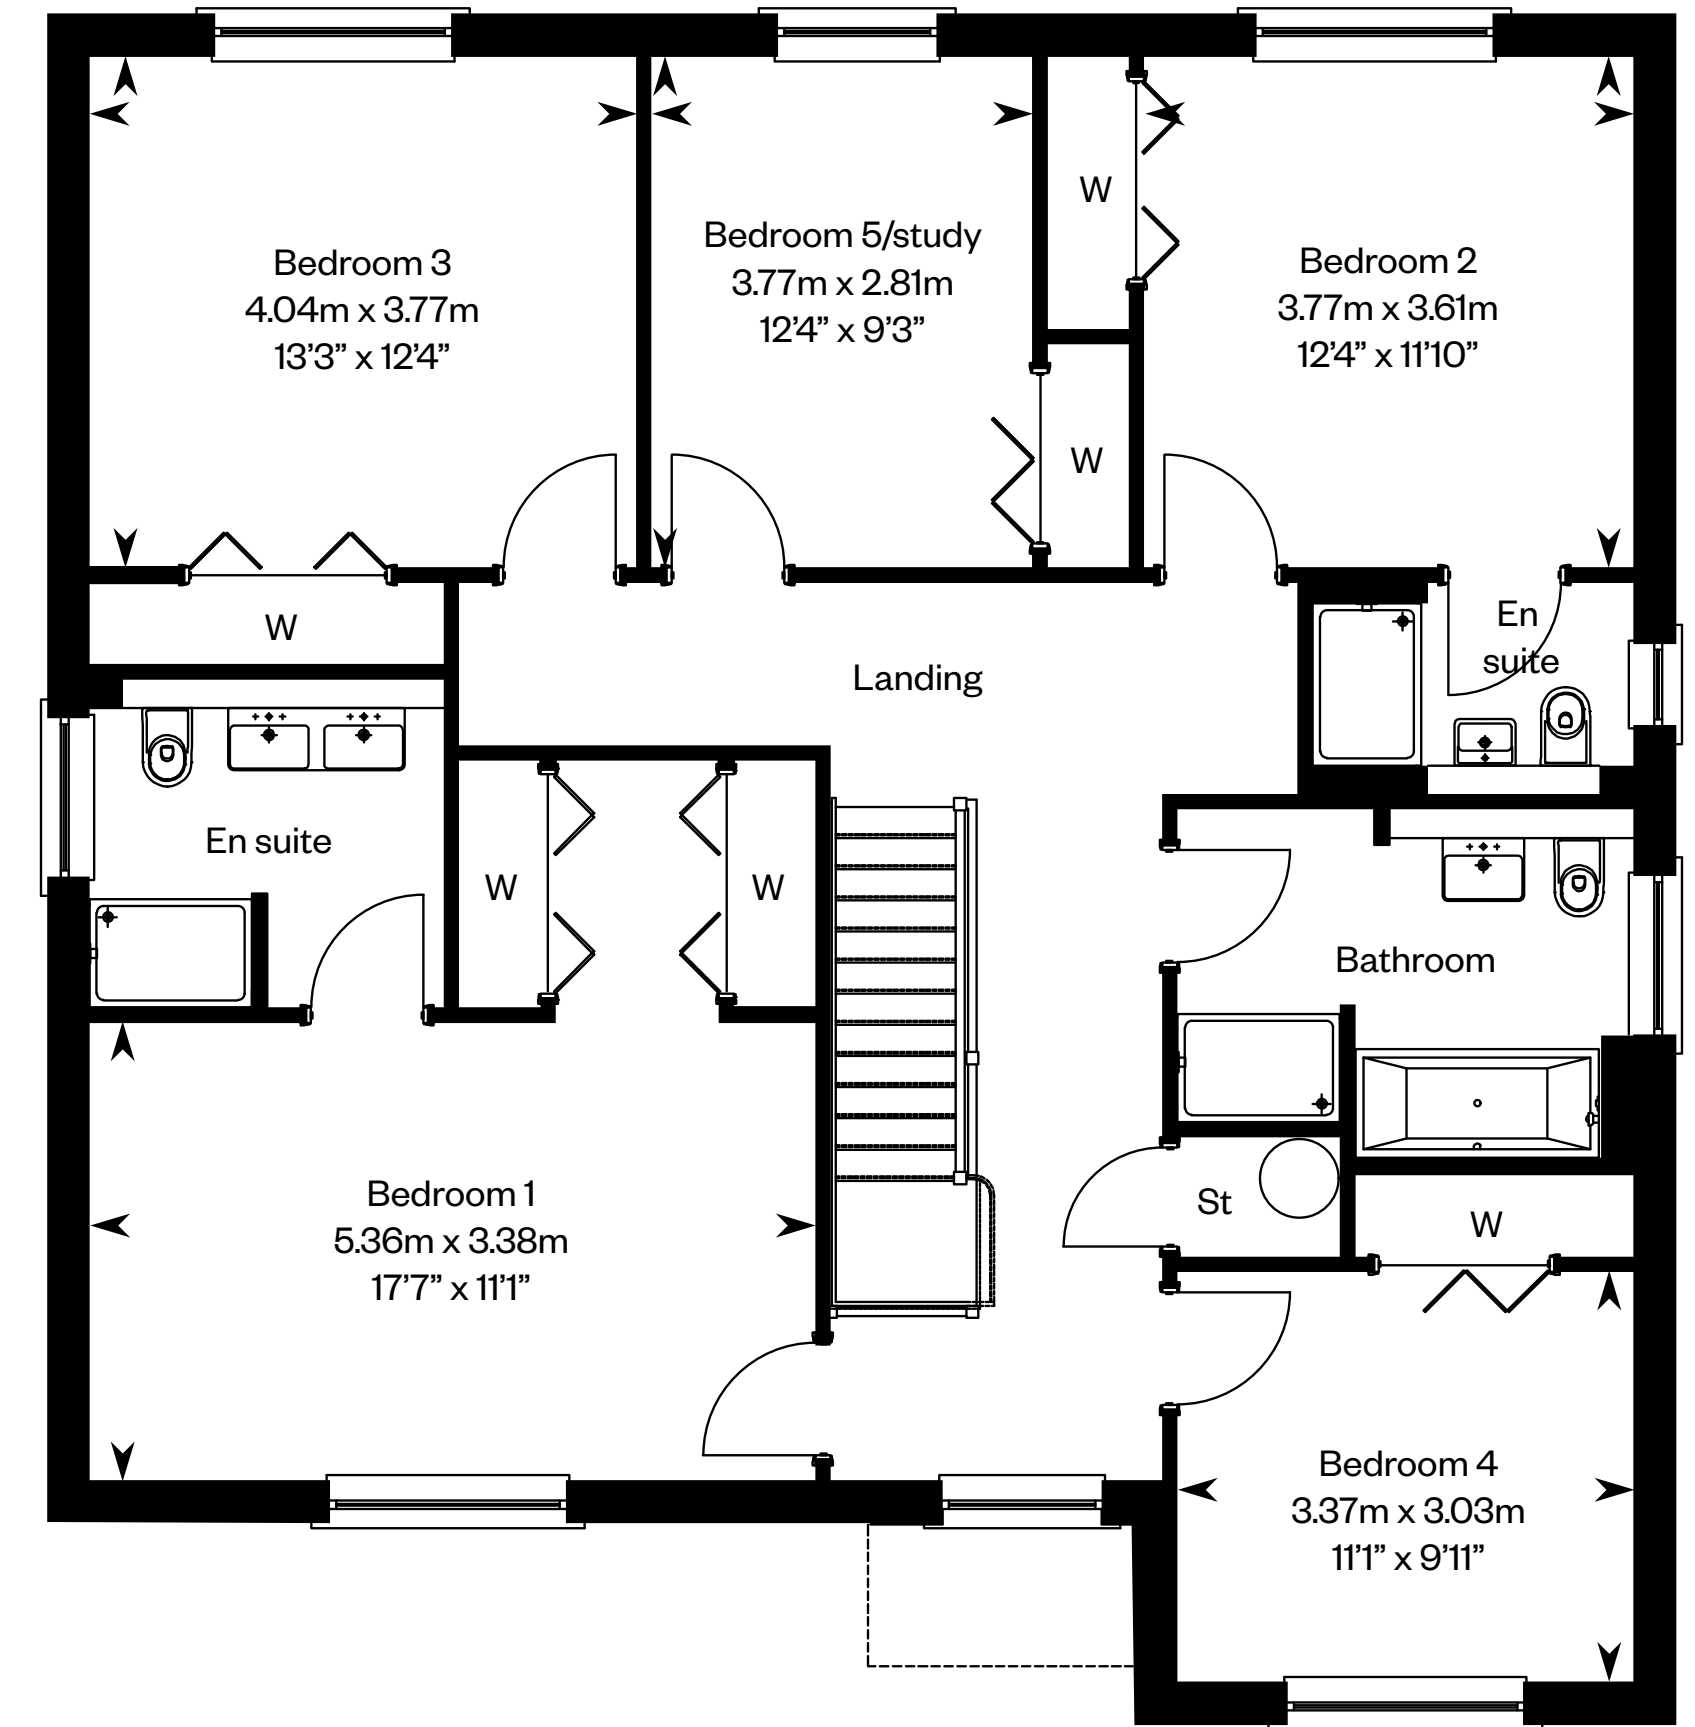 Bedroom 3
4.04m x 3.77m
13’3” x 12’4”
Bedroom 5/study
3.77m x 2.81m
12’4” x 9’3”
W
Bedroom 2
3.77m x 3.61m
12’4” x 11’10”
W
W
Landing
En
suite
En suite
W
W
Bathroom
Bedroom 1
5.36m x 3.38m
17’7” x 11’1”
St
W
Bedroom 4
3.37m x 3.03m
11’1” x 9’11”